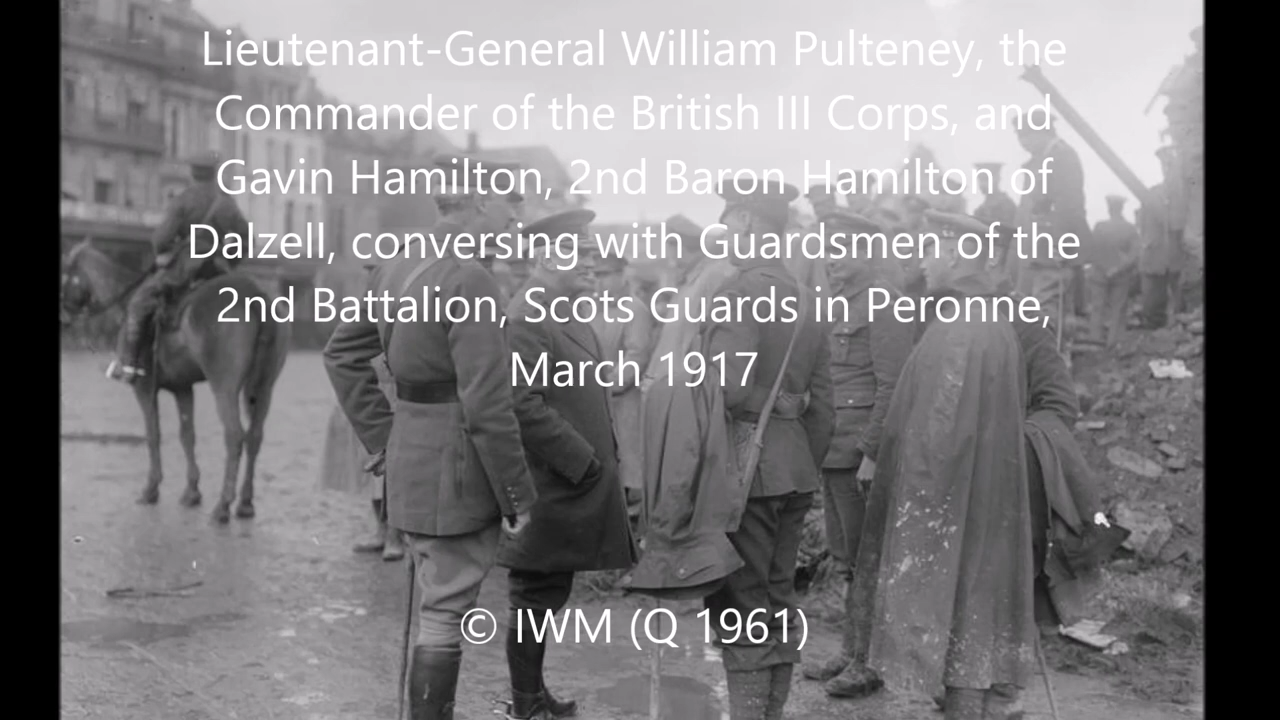 Lieutenant-General William Pulteney, the
Commander of the British III Corps, and
Gavin Hamilton, 2nd Baron Hamilton of
Dalzell, conversing with Guardsmen of the
2nd Battalion, Scots Guards in Peronne,
March 1917
© IWM (Q 1961)